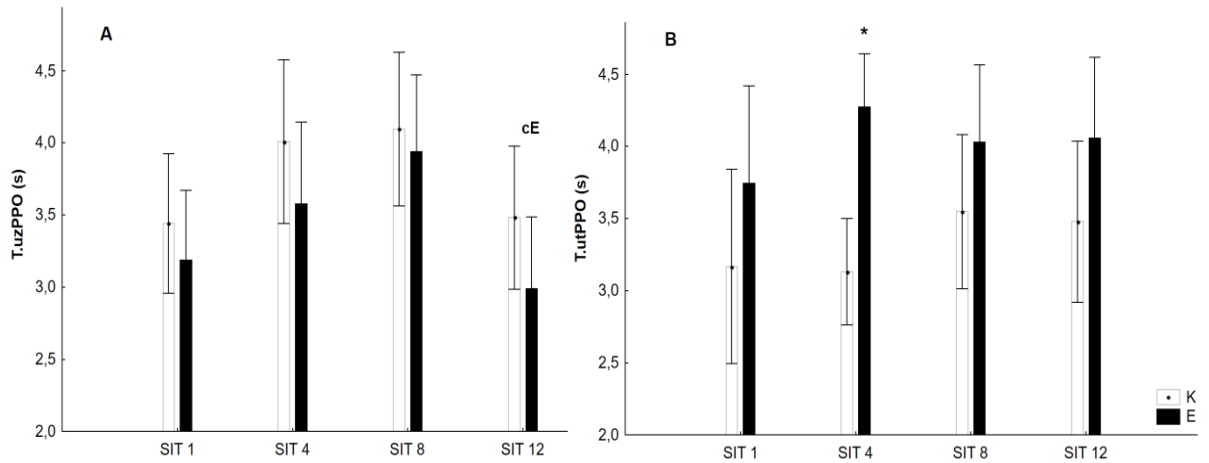 A
T.uzPPO (s)
4,5
4,0
3,5
3,0
2,5
2,0
cE
SIT 1 SIT 4 SIT 8 SIT 12
B
*
T.utPPO (s)
4,5
4,0
3,5
3,0
2,5
2,0
SIT 1 SIT 4 SIT 8 SIT 12
K
E